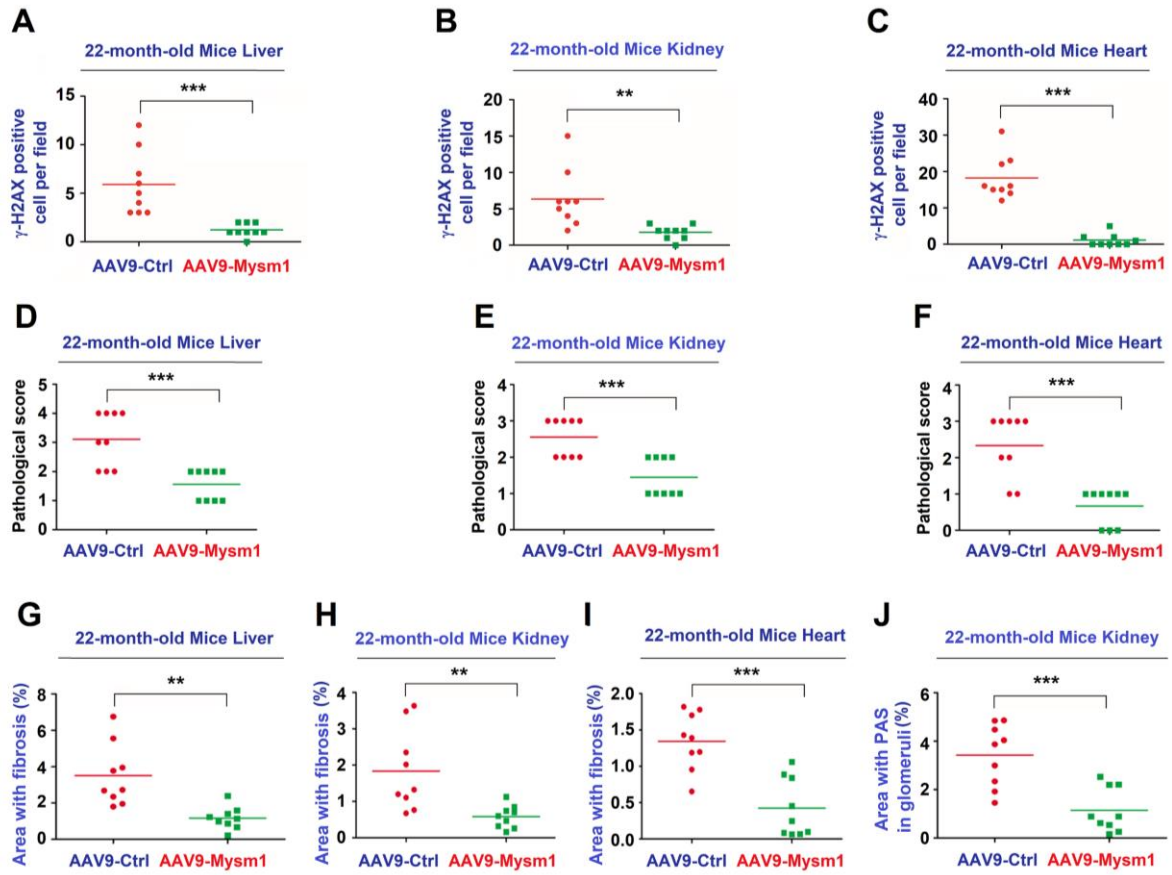 A
22-month-old Mice Liver
γ-H2AX positive
cell per field
15
10
5
0
***
AAV9-Ctrl AAV9-Mysm1
B
22-month-old Mice Kidney
γ-H2AX positive
cell per field
20
15
10
5
0
**
AAV9-Ctrl AAV9-Mysm1
C
22-month-old Mice Heart
γ-H2AX positive
cell per field
40
30
20
10
0
***
AAV9-Ctrl AAV9-Mysm1
D
22-month-old Mice Liver
Pathological score
5
4
3
2
1
0
***
AAV9-Ctrl AAV9-Mysm1
E
22-month-old Mice Kidney
Pathological score
4
3
2
1
0
***
AAV9-Ctrl AAV9-Mysm1
F
22-month-old Mice Heart
Pathological score
4
3
2
1
0
***
AAV9-Ctrl AAV9-Mysm1
G
22-month-old Mice Liver
Area with fibrosis (%)
8
6
4
2
0
**
AAV9-Ctrl AAV9-Mysm1
H
22-month-old Mice Kidney
Area with fibrosis (%)
4
3
2
1
0
**
AAV9-Ctrl AAV9-Mysm1
I
22-month-old Mice Heart
Area with fibrosis (%)
2.0
1.5
1.0
0.5
0.0
***
AAV9-Ctrl AAV9-Mysm1
J
22-month-old Mice Kidney
Area with PAS
in glomeruli (%)
6
4
2
0
***
AAV9-Ctrl AAV9-Mysm1